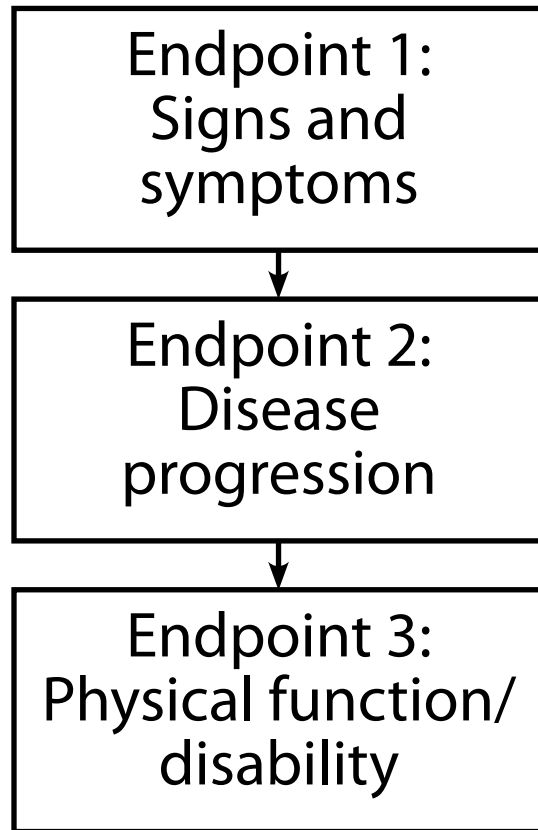 Endpoint 1:
Signs and
symptoms
Endpoint 2:
Disease
progression
Endpoint 3:
Physical function/
disability